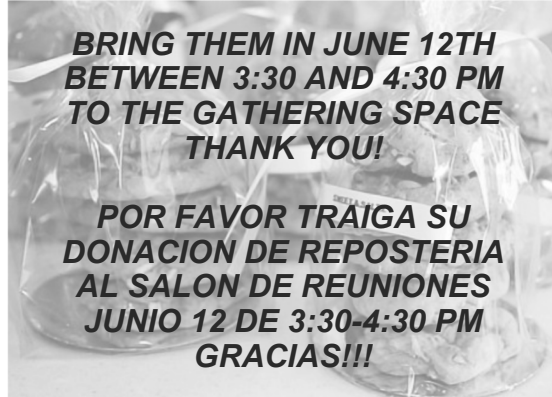 BRING THEM IN JUNE 12TH
BETWEEN 3:30 AND 4:30 PM
TO THE GATHERING SPACE
THANK YOU!
POR FAVOR TRAIGA SU
DONACION DE REPOSTERIA
AL SALON DE REUNIONES
JUNIO 12 DE 3:30-4:30 PM
GRACIAS!!!